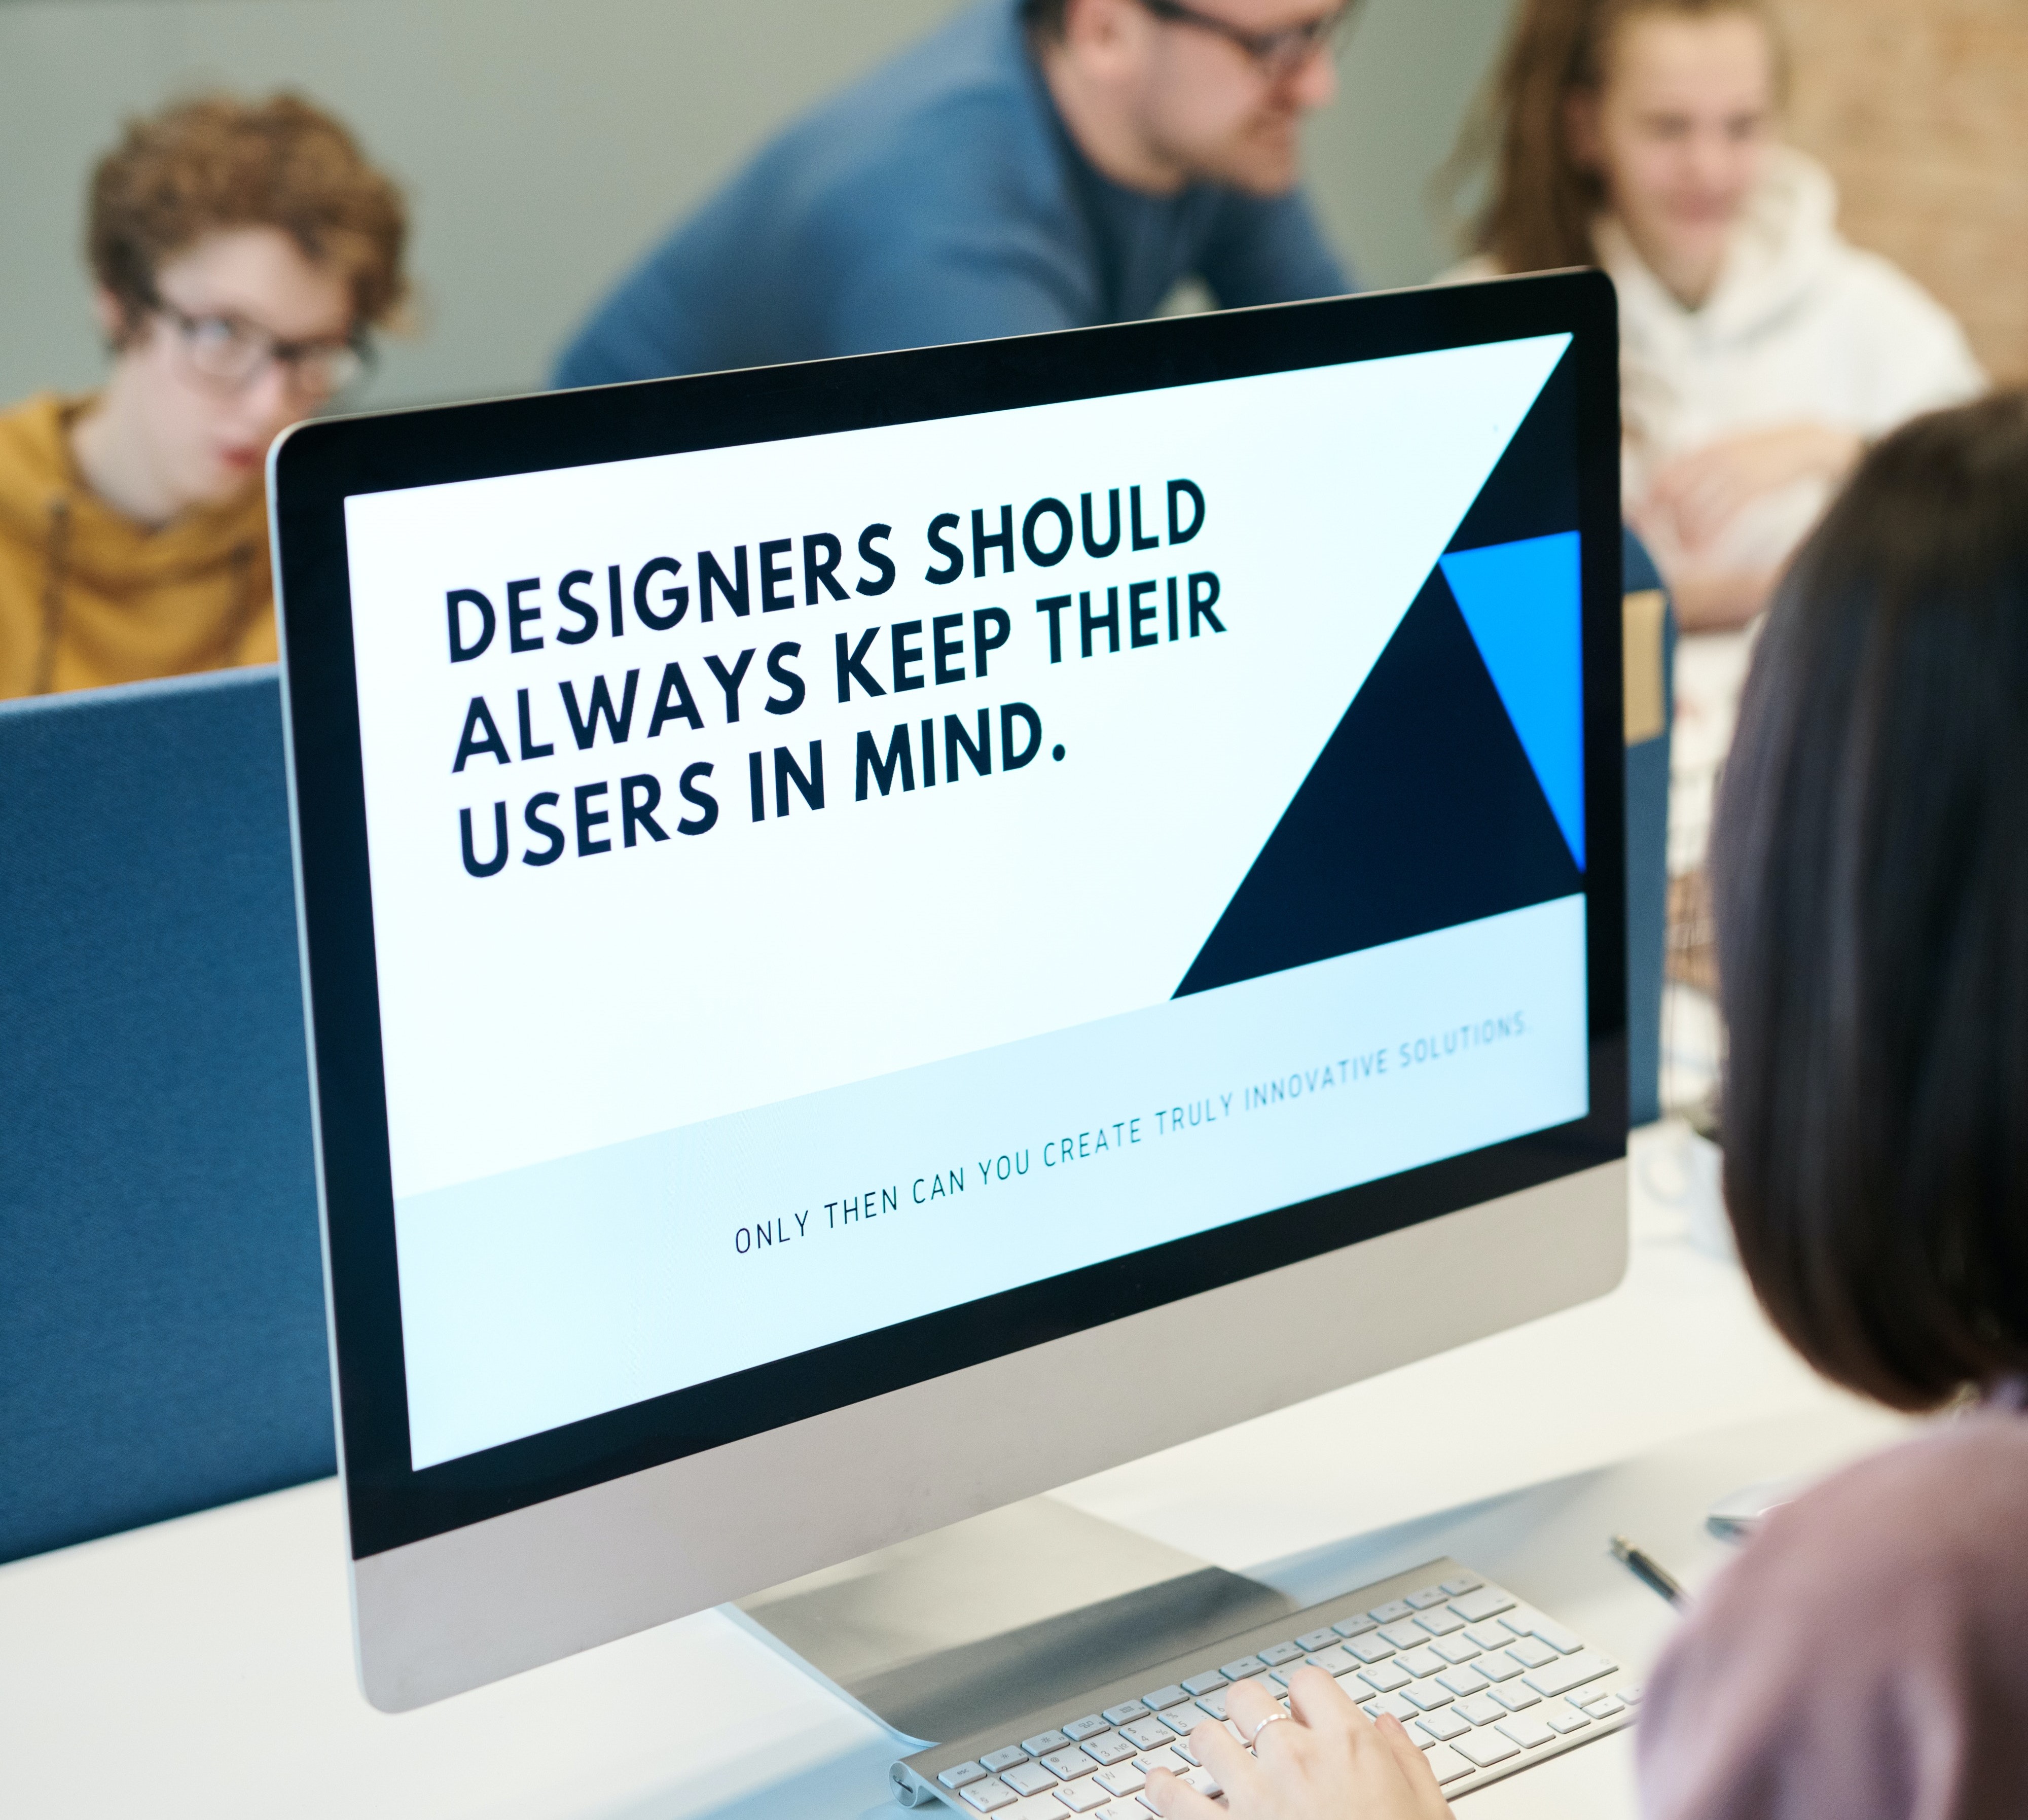 DESIGNERS SHOULD
ALWAYS KEEP THEIR
USERS IN MIND.
ONLY THEN CAN YOU CREATE TRULY INNOVATIVE SOLUTIONS.